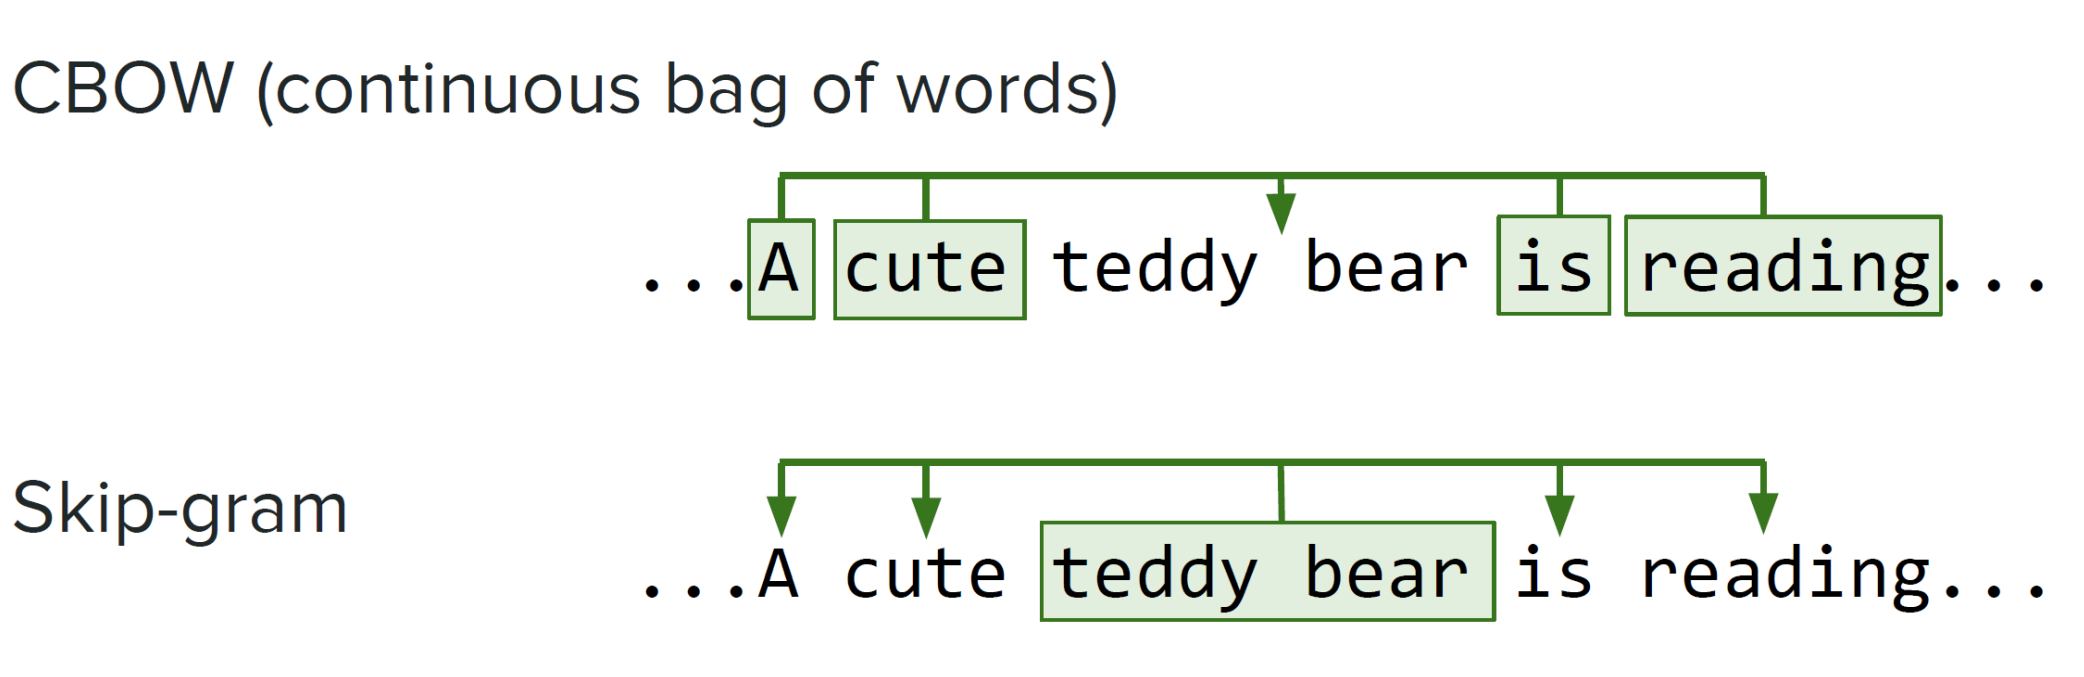 CBOW (continuous bag of words)
...A cute teddy bear is reading...
Skip-gram
...A cute teddy bear is reading...